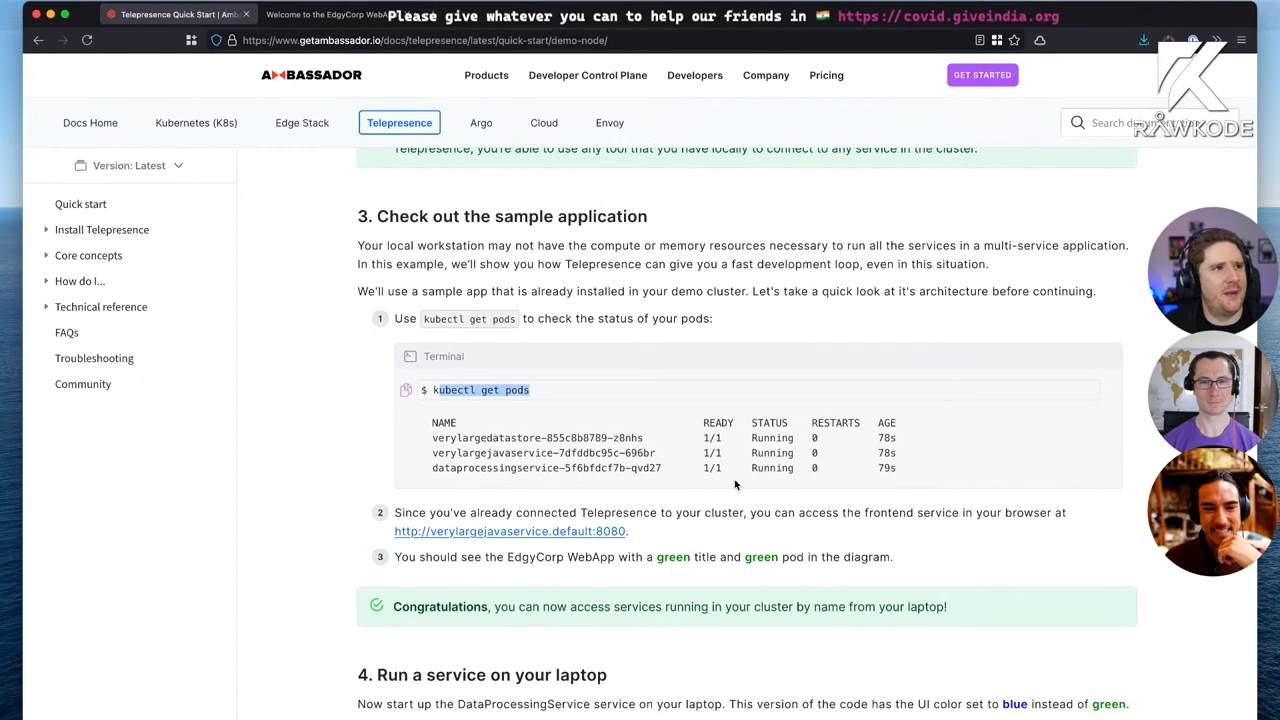 Telepresence Quick Start | Amb
Welcome to the EdgyCorp WebA
Please give whatever you can to help our friends in 🇮🇳 https://covid.giveindia.org
https://www.getambassador.io/docs/telepresence/latest/quick-start/demo-node/
AMBASSADOR
Products
Developer Control Plane
Developers
Company
Pricing
GET STARTED
RAWKODE
Docs Home
Kubernetes (K8s)
Edge Stack
Telepresence
Argo
Cloud
Envoy
Search
Version: Latest
Quick start
Install Telepresence
Core concepts
How do I...
Technical reference
FAQs
Troubleshooting
Community
Telepresence, you're able to use any tool that you have locally to connect to any service in the cluster.
3. Check out the sample application
Your local workstation may not have the compute or memory resources necessary to run all the services in a multi-service application.
In this example, we'll show you how Telepresence can give you a fast development loop, even in this situation.
We'll use a sample app that is already installed in your demo cluster. Let's take a quick look at it's architecture before continuing.
1 Use kubectl get pods to check the status of your pods:
Terminal
$ kubectl get pods
NAME READY STATUS RESTARTS AGE
verylargedatastore-855c8b8789-z8nhs 1/1 Running 0 78s
verylargejavaservice-7dfddbc95c-696br 1/1 Running 0 78s
dataprocessingservice-5f6bfdcf7b-qvd27 1/1 Running 0 79s
2 Since you've already connected Telepresence to your cluster, you can access the frontend service in your browser at
http://verylargejavaservice.default:8080.
3 You should see the EdgyCorp WebApp with a green title and green pod in the diagram.
Congratulations, you can now access services running in your cluster by name from your laptop!
4. Run a service on your laptop
Now start up the DataProcessingService service on your laptop. This version of the code has the UI color set to blue instead of green.